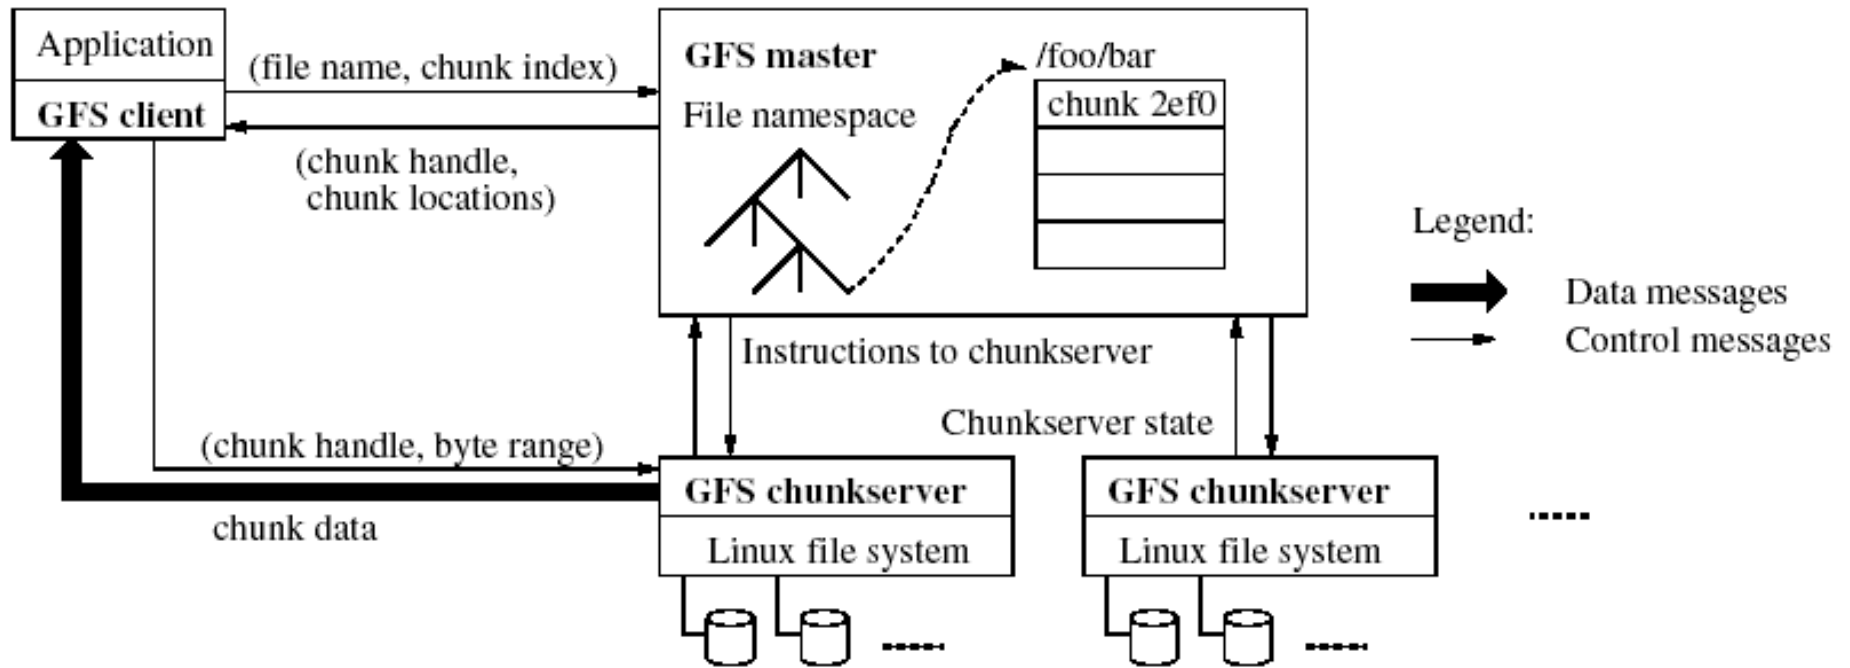 Application
GFS client
(file name, chunk index)
(chunk handle,
chunk locations)
GFS master
File namespace
/foo/bar
chunk 2ef0
Legend:
Data messages
Control messages
Instructions to chunkserver
Chunkserver state
(chunk handle, byte range)
chunk data
GFS chunkserver
Linux file system
GFS chunkserver
Linux file system